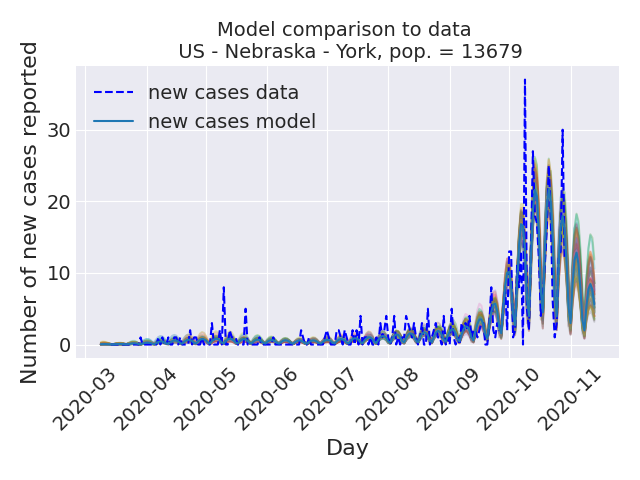 Model comparison to data
US - Nebraska - York, pop. = 13679
Number of new cases reported
new cases data
new cases model
30
20
10
0
2020-03
2020-04
2020-05
2020-06
2020-07
2020-08
2020-09
2020-10
2020-11
Day